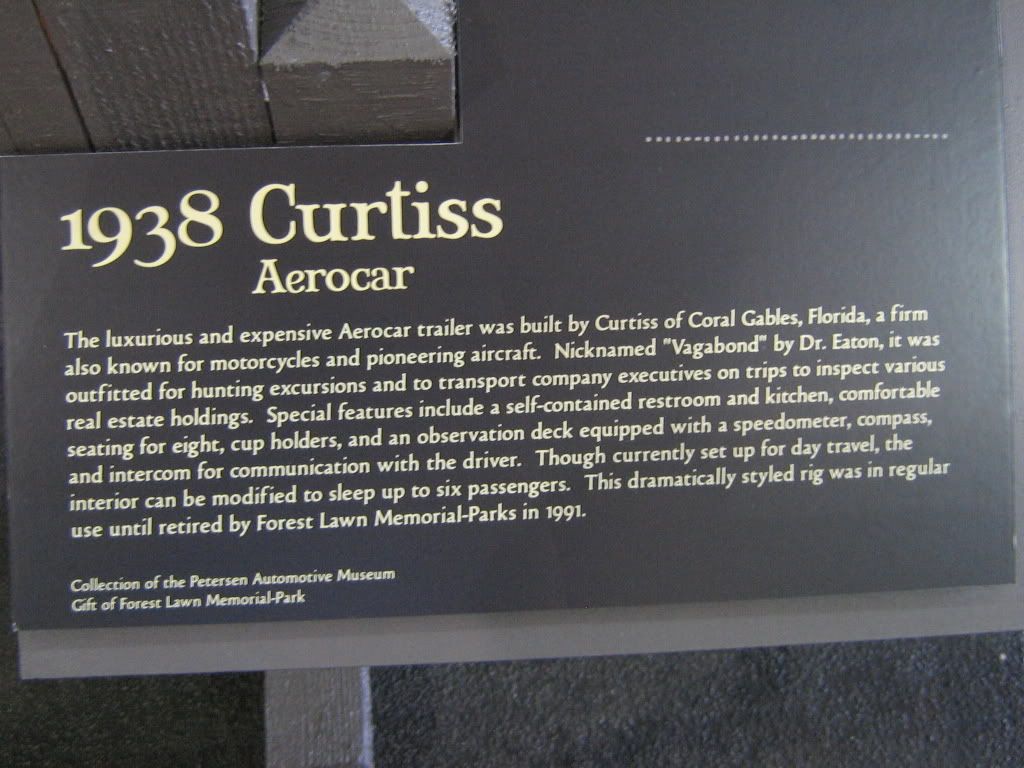 1938 Curtiss
Aerocar
The luxurious and expensive Aerocar trailer was built by Curtiss of Coral Gables, Florida, a firm
also known for motorcycles and pioneering aircraft. Nicknamed "Vagabond" by Dr. Eaton, it was
outfitted for hunting excursions and to transport company executives on trips to inspect various
real estate holdings. Special features include a self-contained restroom and kitchen, comfortable
seating for eight, cup holders, and an observation deck equipped with a speedometer, compass,
and intercom for communication with the driver. Though currently set up for day travel, the
interior can be modified to sleep up to six passengers. This dramatically styled rig was in regular
use until retired by Forest Lawn Memorial-Parks in 1991.
Collection of the Petersen Automotive Museum
Gift of Forest Lawn Memorial-Park